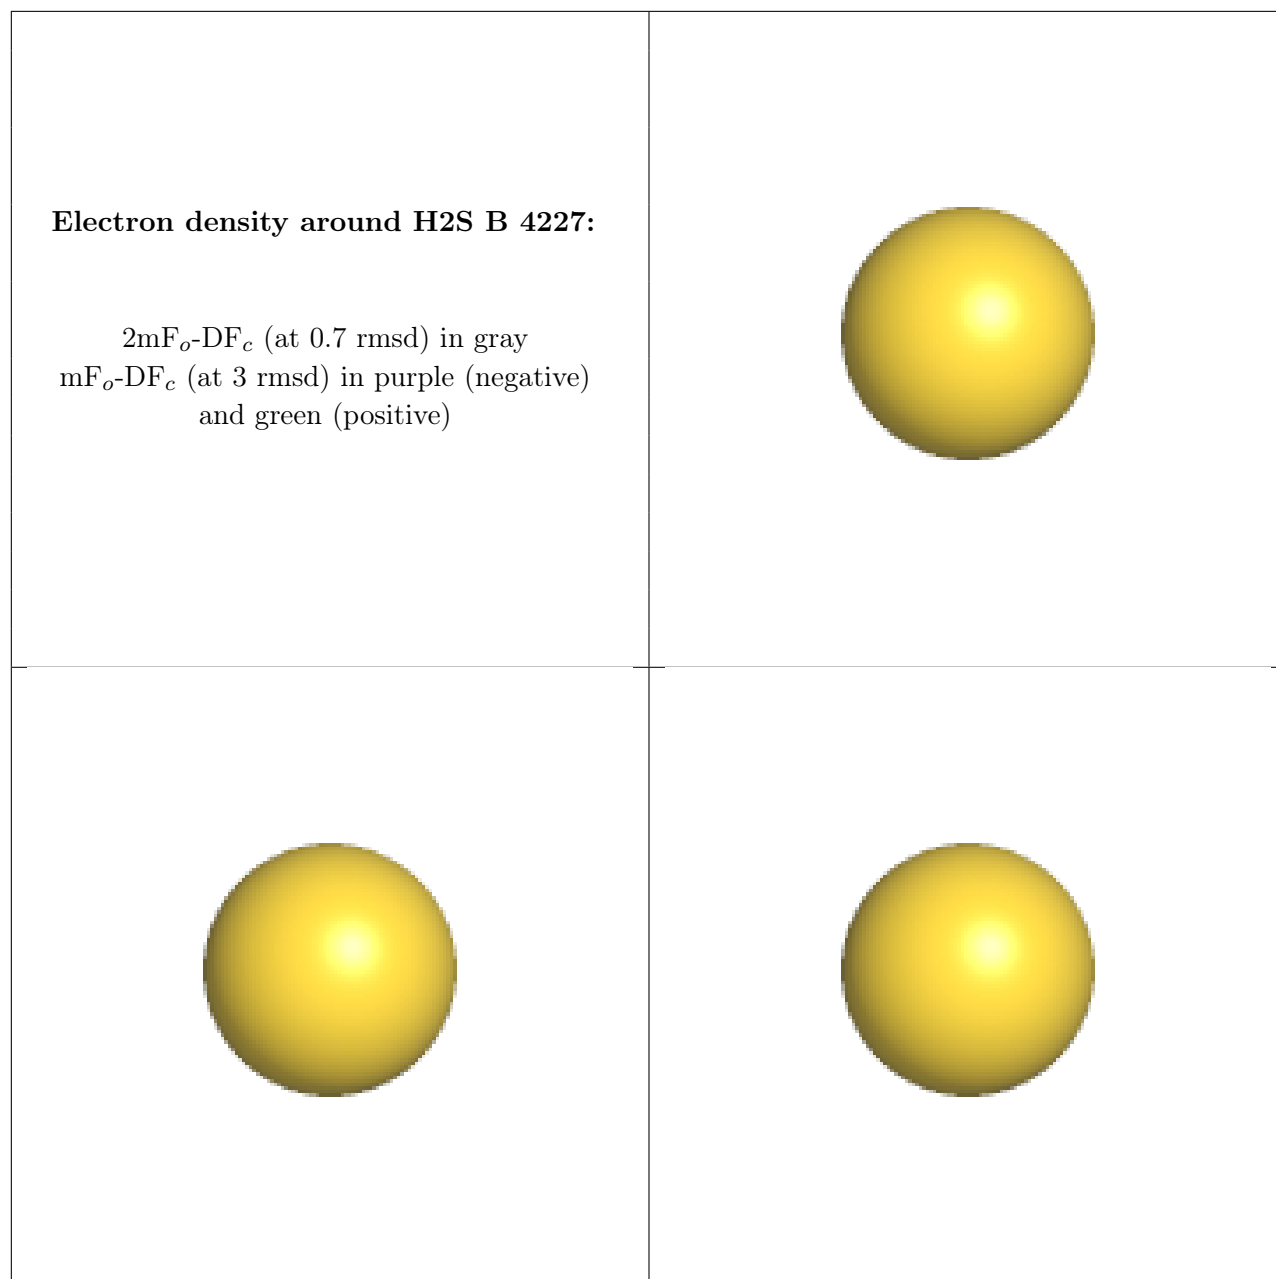 Electron density around H2S B 4227:
2mFo-DFc (at 0.7 rmsd) in gray
mFo-DFc (at 3 rmsd) in purple (negative)
and green (positive)